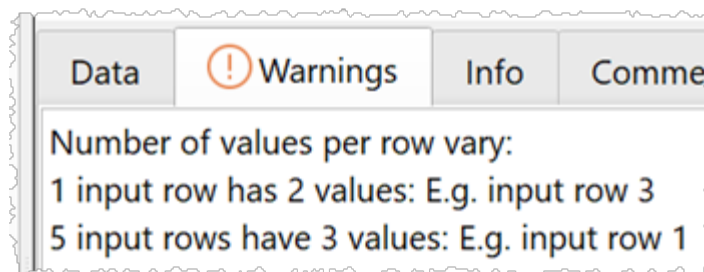 Data Warnings Info Comme
Number of values per row vary:
1 input row has 2 values: E.g. input row 3
5 input rows have 3 values: E.g. input row 1